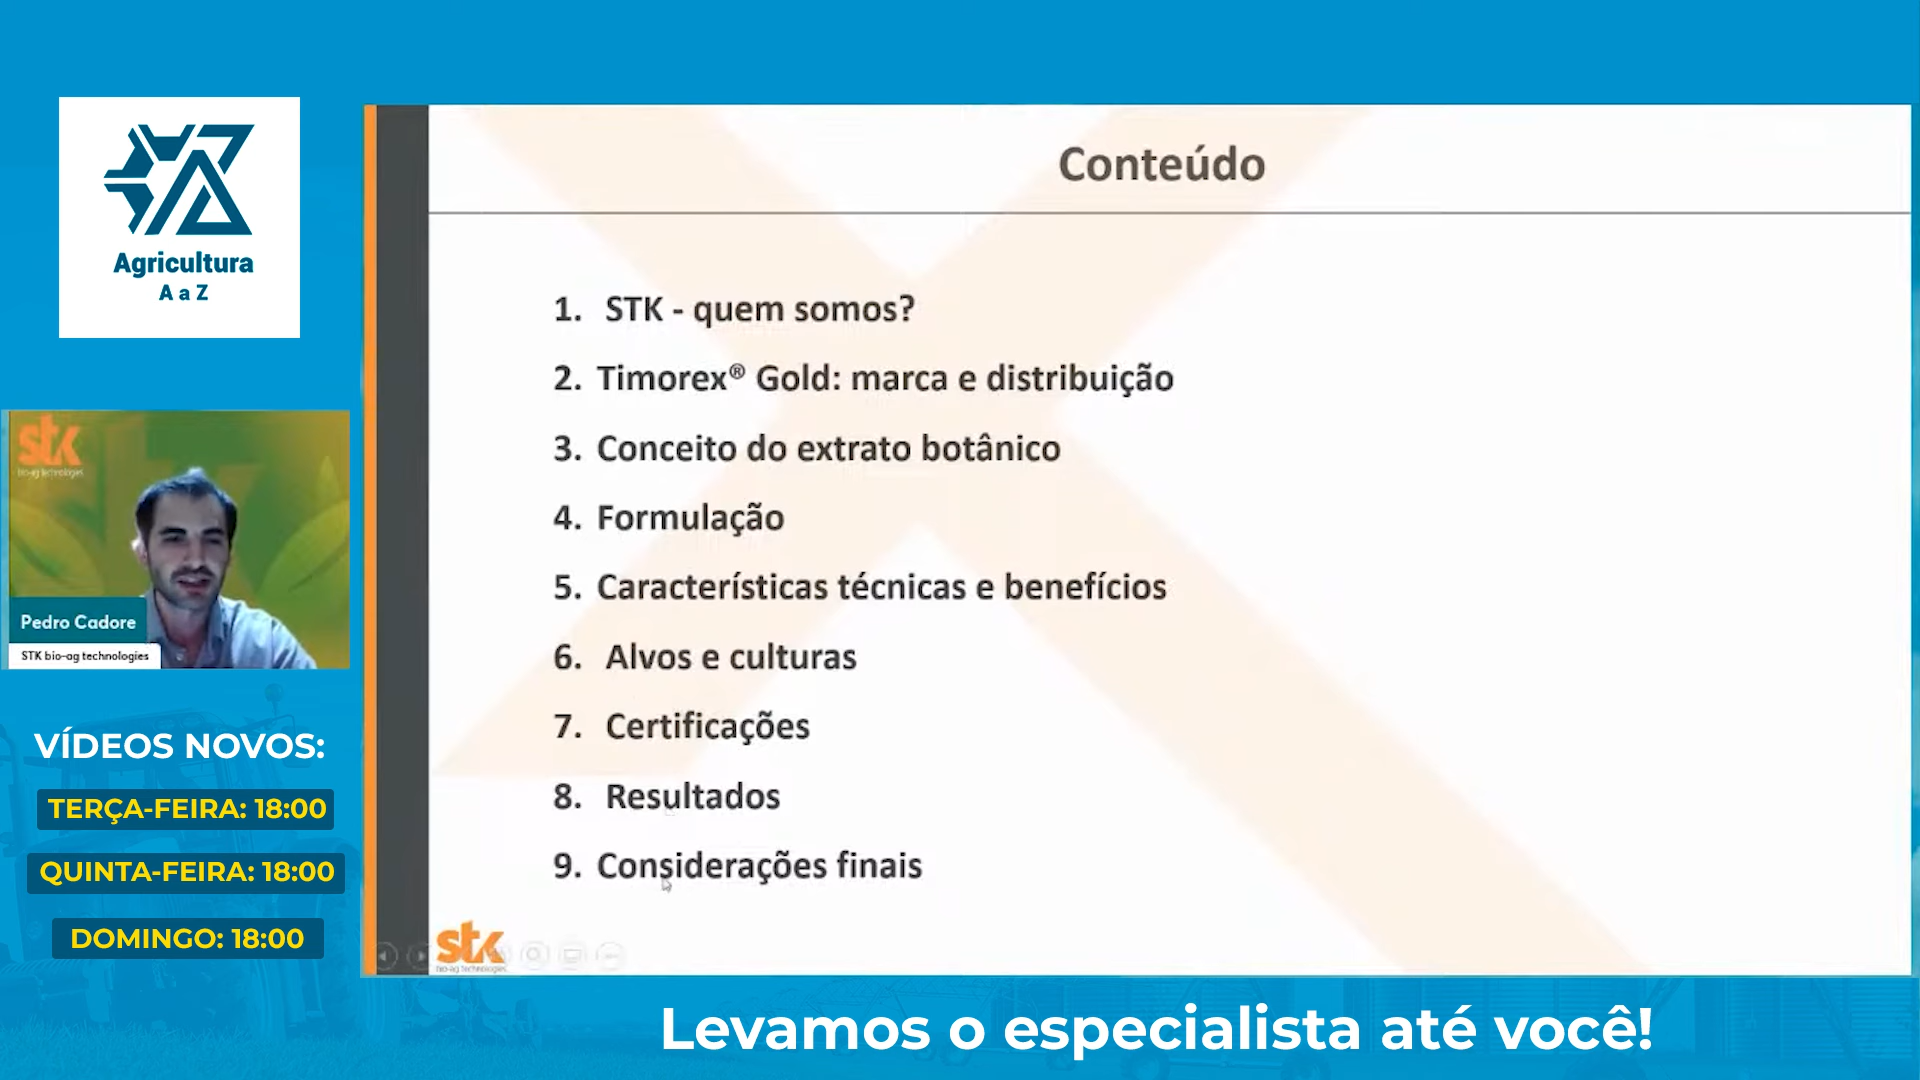 Agricultura
A a Z
stk
bio-ag technologies
Pedro Cadore
STK bio-ag technologies
VÍDEOS NOVOS:
TERÇA-FEIRA: 18:00
QUINTA-FEIRA: 18:00
DOMINGO: 18:00
Conteúdo
1. STK - quem somos?
2. Timorex® Gold: marca e distribuição
3. Conceito do extrato botânico
4. Formulação
5. Características técnicas e benefícios
6. Alvos e culturas
7. Certificações
8. Resultados
9. Considerações finais
stk
bio-ag technologies
Levamos o especialista até você!